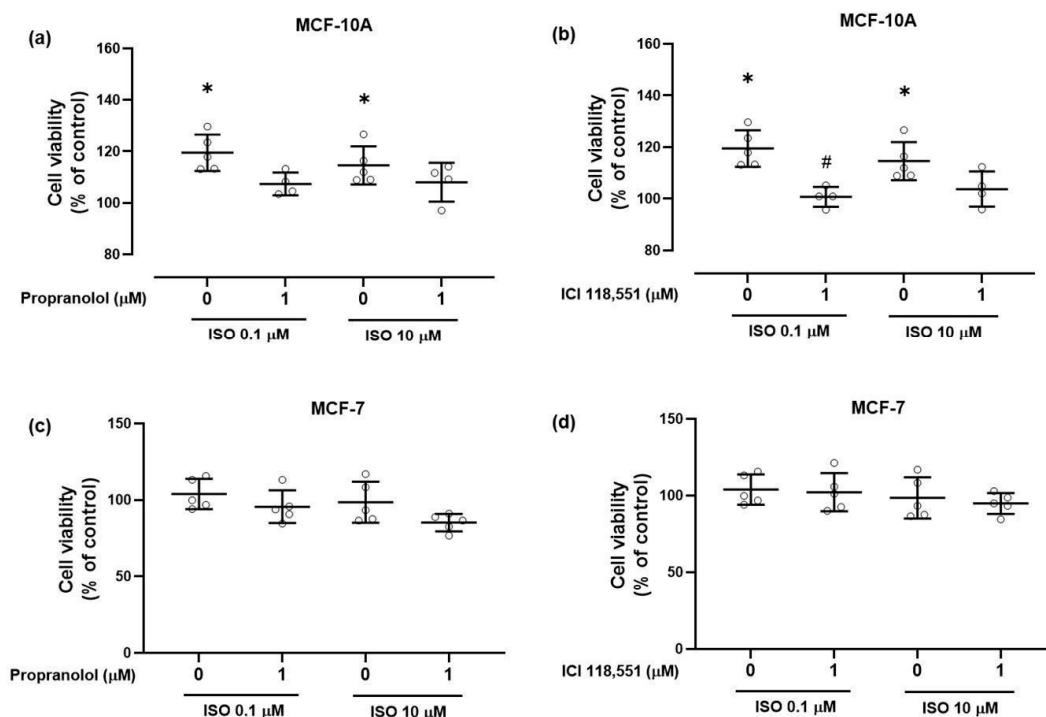 (a)
MCF-10A
Cell viability
(% of control)
160
140
120
100
80
*
*
Propranolol (μM)
0 1 0 1
ISO 0.1 μM ISO 10 μM
(b)
MCF-10A
Cell viability
(% of control)
160
140
120
100
80
*
#
*
ICI 118,551 (μM)
0 1 0 1
ISO 0.1 μM ISO 10 μM
(c)
MCF-7
Cell viability
(% of control)
150
100
50
0
Propranolol (μM)
0 1 0 1
ISO 0.1 μM ISO 10 μM
(d)
MCF-7
Cell viability
(% of control)
150
100
50
0
ICI 118,551 (μM)
0 1 0 1
ISO 0.1 μM ISO 10 μM